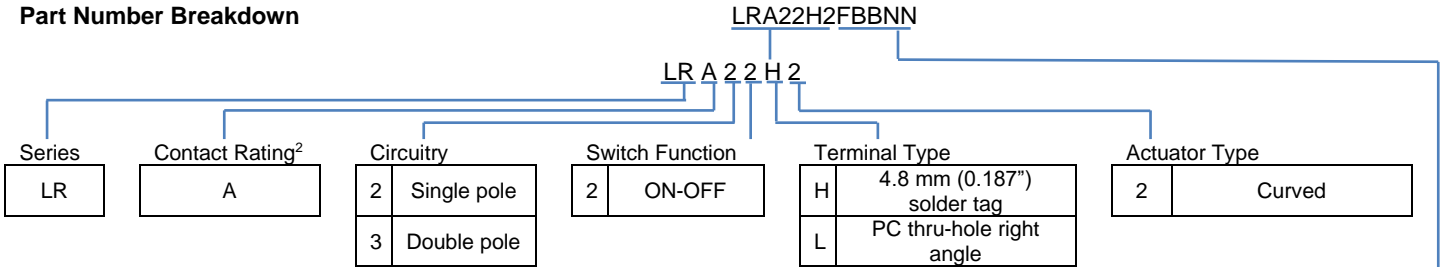 Part Number Breakdown
LRA22H2FBBNN
LR A 2 2 H 2
Series
Contact Rating2
Circuitry
Switch Function
Terminal Type
Actuator Type
LR
A
2 Single pole
3 Double pole
2 ON-OFF
H 4.8 mm (0.187”)
solder tag
L PC thru-hole right
angle
2 Curved